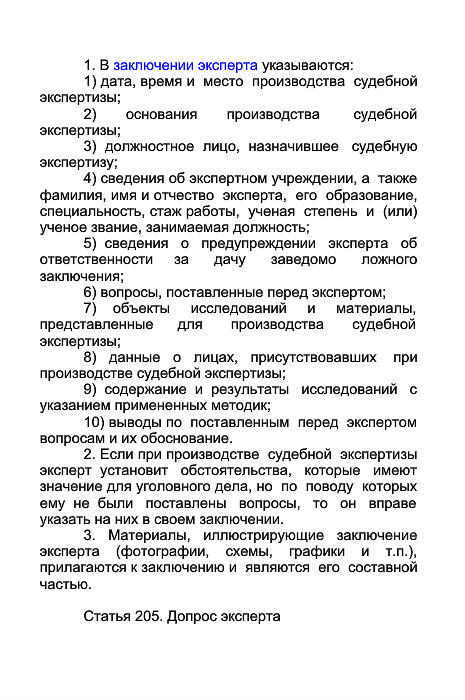 1. В заключении эксперта указываются:
1) дата, время и место производства судебной
экспертизы;
2) основания производства судебной
экспертизы;
3) должностное лицо, назначившее судебную
экспертизу;
4) сведения об экспертном учреждении, а также
фамилия, имя и отчество эксперта, его образование,
специальность, стаж работы, ученая степень и (или)
ученое звание, занимаемая должность;
5) сведения о предупреждении эксперта об
ответственности за дачу заведомо ложного
заключения;
6) вопросы, поставленные перед экспертом;
7) объекты исследований и материалы,
представленные для производства судебной
экспертизы;
8) данные о лицах, присутствовавших при
производстве судебной экспертизы;
9) содержание и результаты исследований с
указанием примененных методик;
10) выводы по поставленным перед экспертом
вопросам и их обоснование.
2. Если при производстве судебной экспертизы
эксперт установит обстоятельства, которые имеют
значение для уголовного дела, но по поводу которых
ему не были поставлены вопросы, то он вправе
указать на них в своем заключении.
3. Материалы, иллюстрирующие заключение
эксперта (фотографии, схемы, графики и т.п.),
прилагаются к заключению и являются его составной
частью.
Статья 205. Допрос эксперта